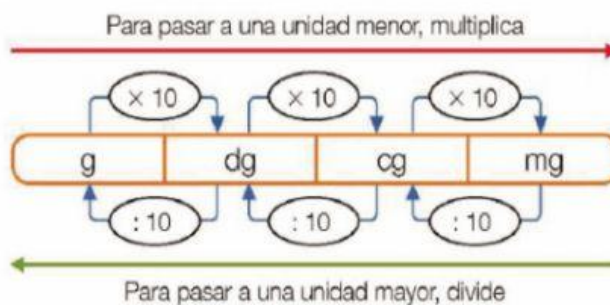 Para pasar a una unidad menor, multiplica
× 10 × 10 × 10
g dg cg mg
: 10 : 10 : 10
Para pasar a una unidad mayor, divide